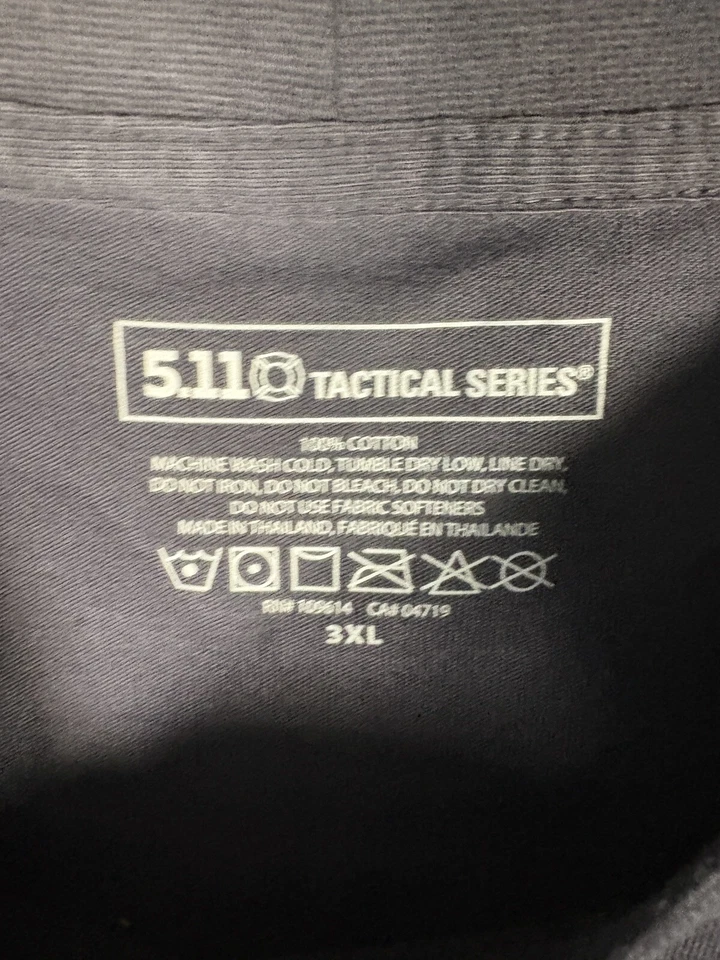 5.11 TACTICAL SERIES®
100% COTTON
MACHINE WASH COLD, TUMBLE DRY LOW, LINE DRY,
DO NOT IRON, DO NOT BLEACH, DO NOT DRY CLEAN,
DO NOT USE FABRIC SOFTENERS
MADE IN THAILAND, FABRIQUÉ EN THAILANDE
RN# 109614 CA# 04719
3XL